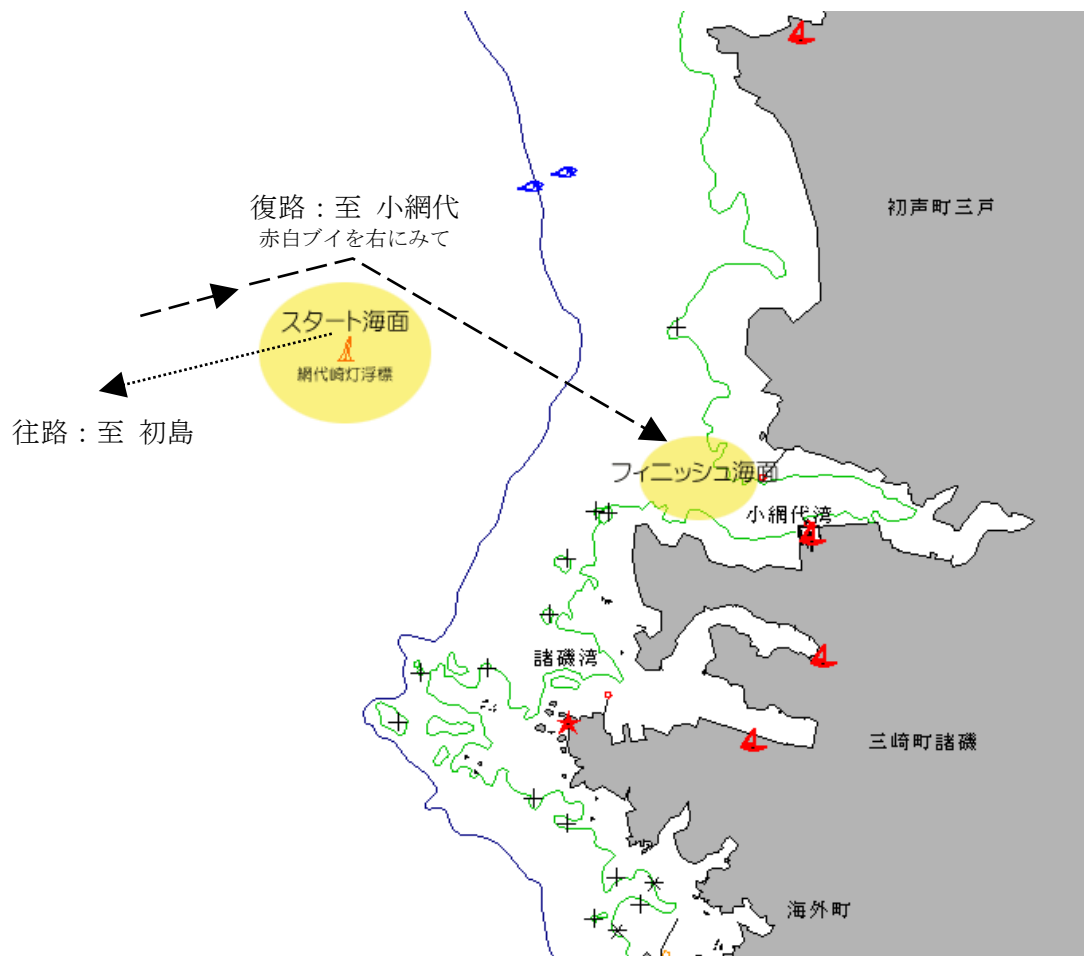 初声町三戸
復路：至 小網代
赤白ブイを右にみて
スタート海面
網代崎灯浮標
往路：至 初島
フィニッシュ海面
小網代湾
諸磯湾
三崎町諸磯
海外町